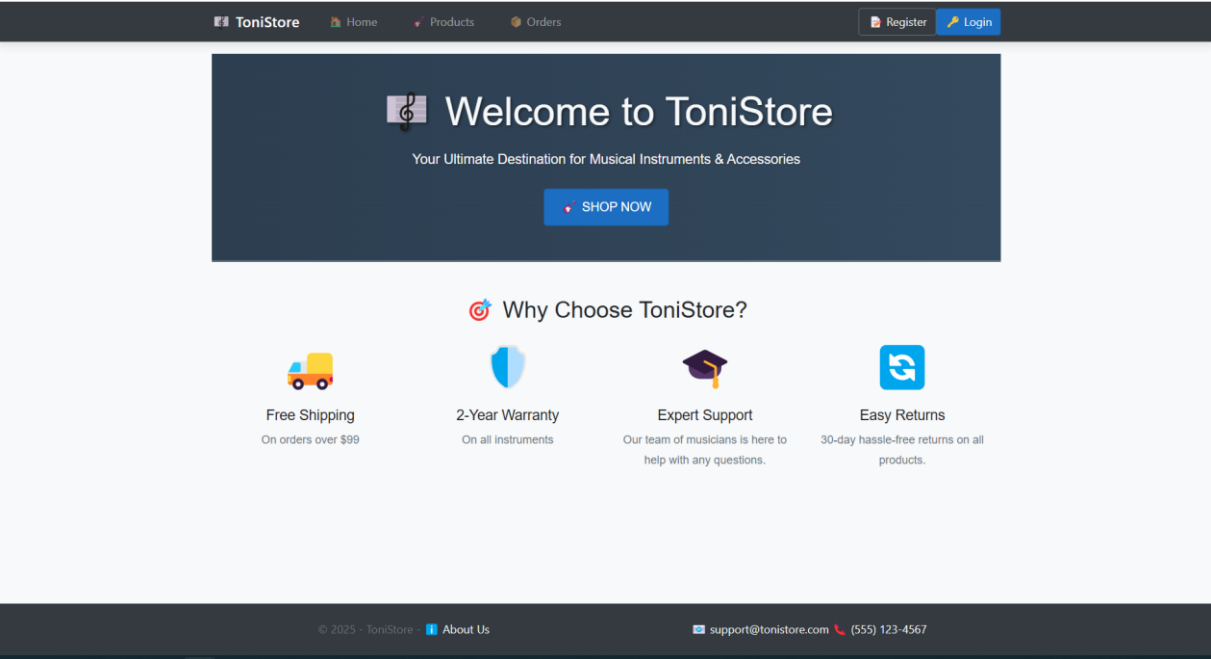 ToniStore Home Products Orders Register Login
Welcome to ToniStore
Your Ultimate Destination for Musical Instruments & Accessories
SHOP NOW
Why Choose ToniStore?
Free Shipping
On orders over $99
2-Year Warranty
On all instruments
Expert Support
Our team of musicians is here to
help with any questions.
Easy Returns
30-day hassle-free returns on all
products.
© 2025 - ToniStore - About Us support@tonistore.com (555) 123-4567